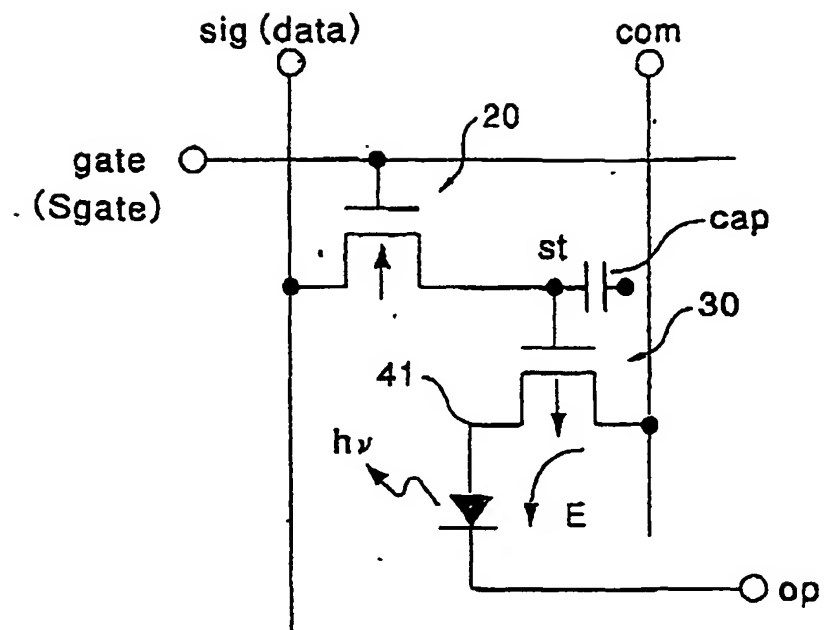 sig (data)
com
20
gate
(Sgate)
cap
st
30
41
hν
E
op